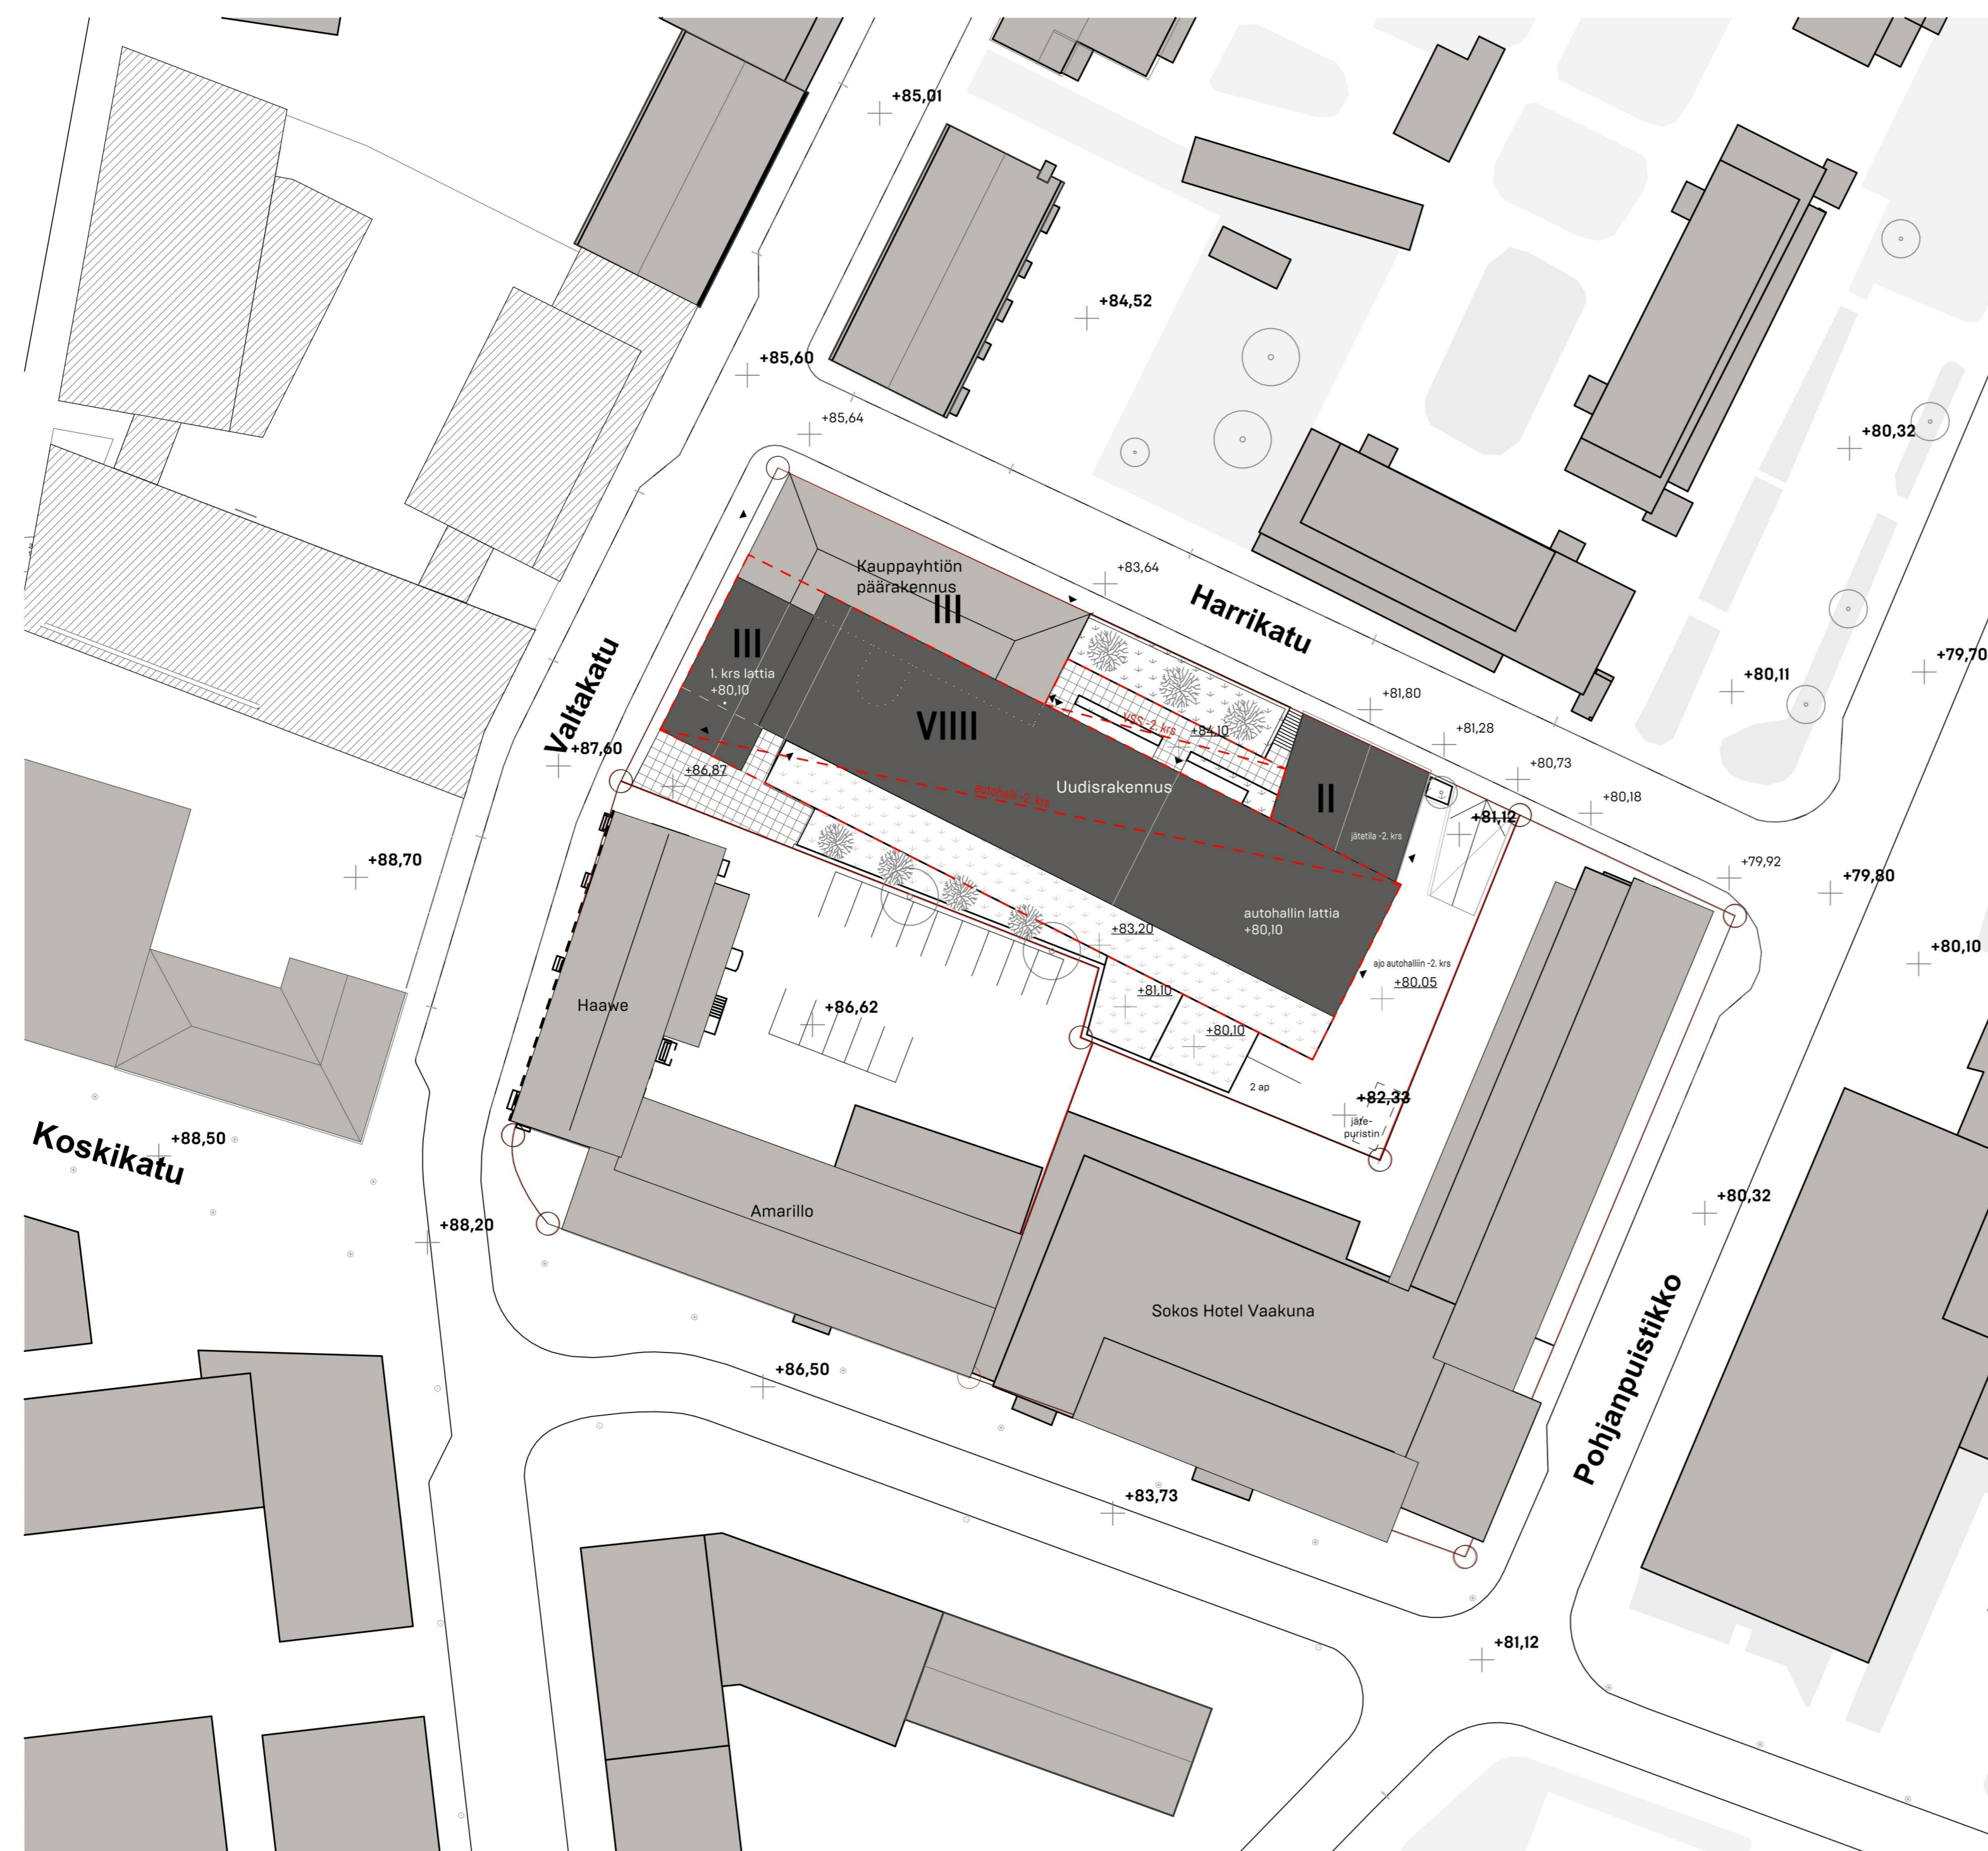 +85,01
+84,52
+85,60
+85,64
+80,32
Kauppayhtiön
päärakennus
III
+83,64
Harrikatu
III
1. krs lattia
+80,10
Valtakatu
+87,60
+86,87
VIIII
VSS -2. krs
+84,10
+81,80
+81,28
+80,73
+80,18
+80,11
+79,70
autohalli -2. krs
Uudisrakennus
II
jätetila -2. krs
+81,12
+79,92
+79,80
+80,10
+88,70
autohallin lattia
+80,10
+83,20
ajo autohalliin -2. krs
+80,05
+81,10
+80,10
2 ap
+82,33
jäte-
puristin
Haawe
+86,62
Koskikatu
+88,50
+88,20
Amarillo
Sokos Hotel Vaakuna
+80,32
Pohjanpuistikko
+86,50
+83,73
+81,12